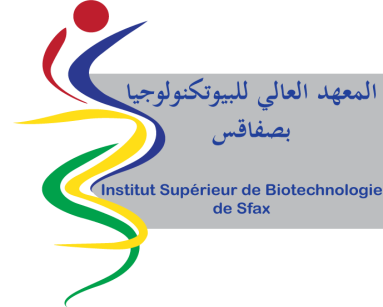 المعهد العالي للبيوتكنولوجيا
بصفاقس
Institut Supérieur de Biotechnologie
de Sfax